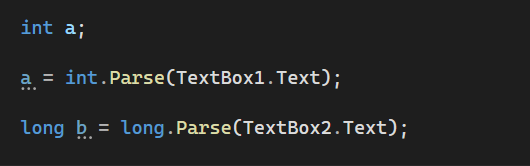 int a;
a = int.Parse(TextBox1.Text);
long b = long.Parse(TextBox2.Text);